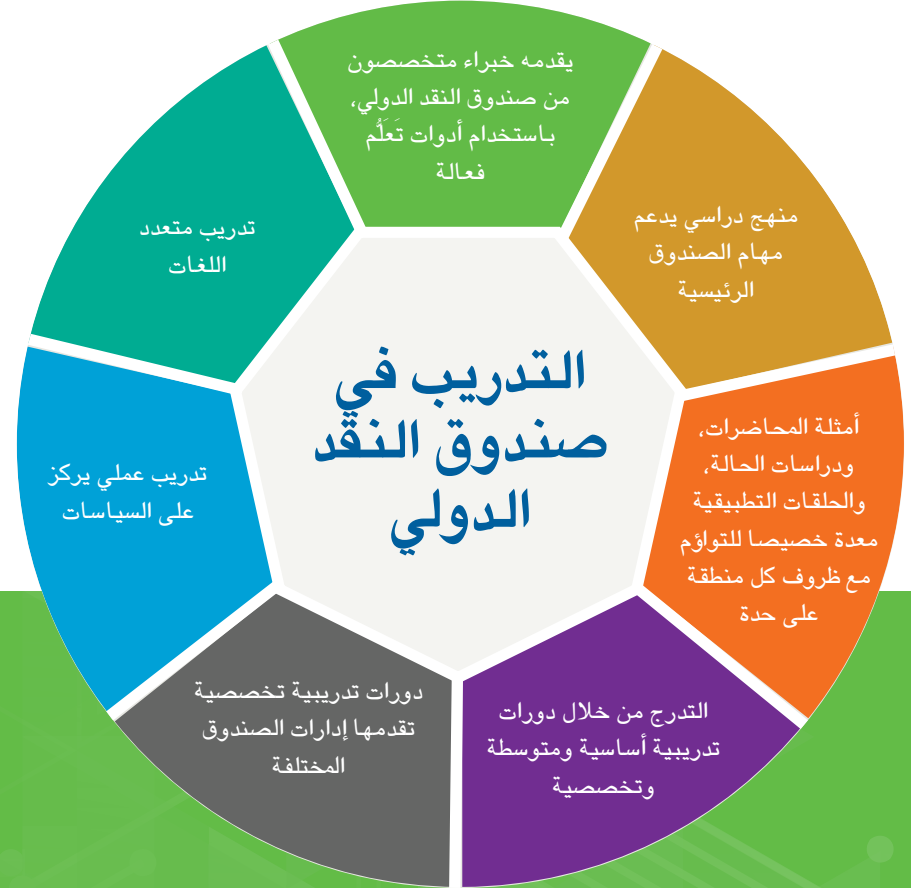 التدريب في
صندوق النقد
الدولي
يقدمه خبراء متخصصون
من صندوق النقد الدولي،
باستخدام أدوات تَعَلُّم
فعالة
منهج دراسي يدعم
مهام الصندوق
الرئيسية
أمثلة المحاضرات،
ودراسات الحالة،
والحلقات التطبيقية
معدة خصيصا للتواؤم
مع ظروف كل منطقة
على حدة
التدرج من خلال دورات
تدريبية أساسية ومتوسطة
وتخصصية
دورات تدريبية تخصصية
تقدمها إدارات الصندوق
المختلفة
تدريب عملي يركز
على السياسات
تدريب متعدد
اللغات